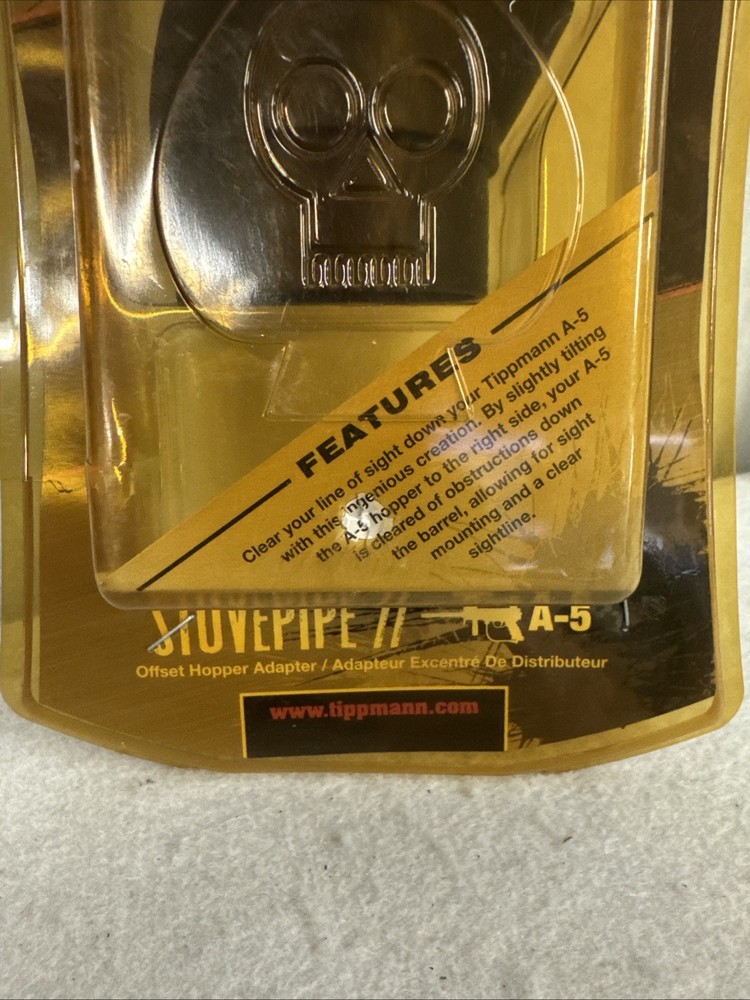 FEATURES
Clear your line of sight down your Tippmann A-5
with this ingenious creation. By slightly tilting
the A-5 hopper to the right side, your A-5
is cleared of obstructions down
the barrel, allowing for sight
mounting and a clear
sightline.
STOVEPIPE // A-5
Offset Hopper Adapter / Adapteur Excentré De Distributeur
www.tippmann.com